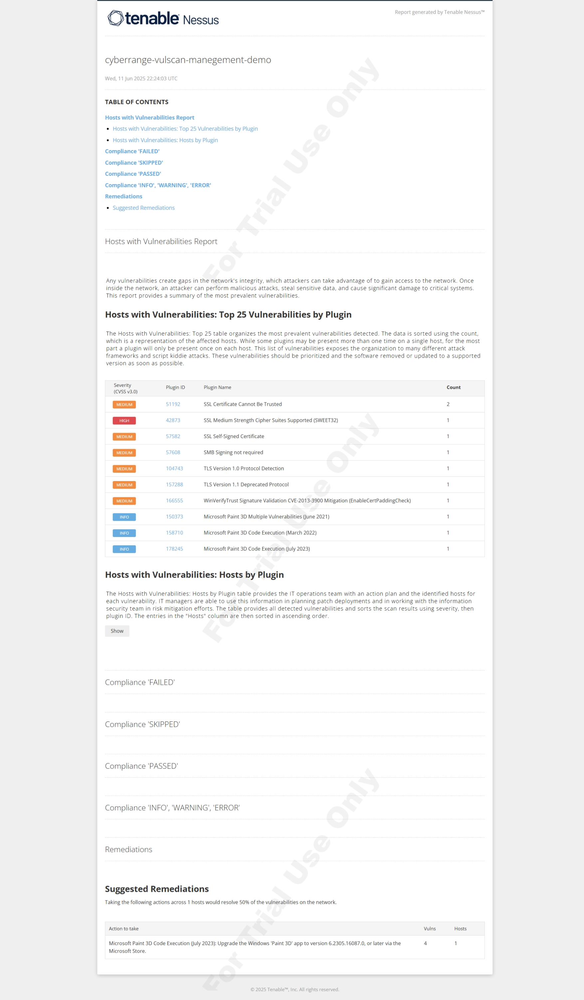 tenable Nessus
Report generated by Tenable Nessus™
cyberrange-vulscan-manegement-demo
Wed, 11 Jun 2025 22:24:03 UTC
TABLE OF CONTENTS
Hosts with Vulnerabilities Report
• Hosts with Vulnerabilities: Top 25 Vulnerabilities by Plugin
• Hosts with Vulnerabilities: Hosts by Plugin
Compliance 'FAILED'
Compliance 'SKIPPED'
Compliance 'PASSED'
Compliance 'INFO', 'WARNING', 'ERROR'
Remediations
• Suggested Remediations
For Trial Use Only
Hosts with Vulnerabilities Report
Any vulnerabilities create gaps in the network's integrity, which attackers can take advantage of to gain access to the network. Once
inside the network, an attacker can perform malicious attacks, steal sensitive data, and cause significant damage to critical systems.
This report provides a summary of the most prevalent vulnerabilities.
Hosts with Vulnerabilities: Top 25 Vulnerabilities by Plugin
The Hosts with Vulnerabilities: Top 25 table organizes the most prevalent vulnerabilities detected. The data is sorted using the count,
which is a representation of the affected hosts. While some plugins may be present more than one time on a single host, for the most
part a plugin will only be present once on each host. This list of vulnerabilities exposes the organization to many different attack
frameworks and script kiddie attacks. These vulnerabilities should be prioritized and the software removed or updated to a supported
version as soon as possible.
Severity (CVSS v3.0) Plugin ID Plugin Name Count
MEDIUM 51192 SSL Certificate Cannot Be Trusted 2
HIGH 42873 SSL Medium Strength Cipher Suites Supported (SWEET32) 1
MEDIUM 57582 SSL Self-Signed Certificate 1
MEDIUM 57608 SMB Signing not required 1
MEDIUM 104743 TLS Version 1.0 Protocol Detection 1
MEDIUM 157288 TLS Version 1.1 Deprecated Protocol 1
MEDIUM 166555 WinVerifyTrust Signature Validation CVE-2013-3900 Mitigation (EnableCertPaddingCheck) 1
INFO 150373 Microsoft Paint 3D Multiple Vulnerabilities (June 2021) 1
INFO 158710 Microsoft Paint 3D Code Execution (March 2022) 1
INFO 178245 Microsoft Paint 3D Code Execution (July 2023) 1
For Trial Use Only
Hosts with Vulnerabilities: Hosts by Plugin
The Hosts with Vulnerabilities: Hosts by Plugin table provides the IT operations team with an action plan and the identified hosts for
each vulnerability. IT managers are able to use this information in planning patch deployments and in working with the information
security team in risk mitigation efforts. The table provides all detected vulnerabilities and sorts the scan results using severity, then
plugin ID. The entries in the "Hosts" column are then sorted in ascending order.
Show
Compliance 'FAILED'
Compliance 'SKIPPED'
Compliance 'PASSED'
Compliance 'INFO', 'WARNING', 'ERROR'
Remediations
For Trial Use Only
Suggested Remediations
Taking the following actions across 1 hosts would resolve 50% of the vulnerabilities on the network.
Action to take Vulns Hosts
Microsoft Paint 3D Code Execution (July 2023): Upgrade the Windows 'Paint 3D' app to version 6.2305.16087.0, or later via the 4 1
Microsoft Store.
© 2025 Tenable™, Inc. All rights reserved.